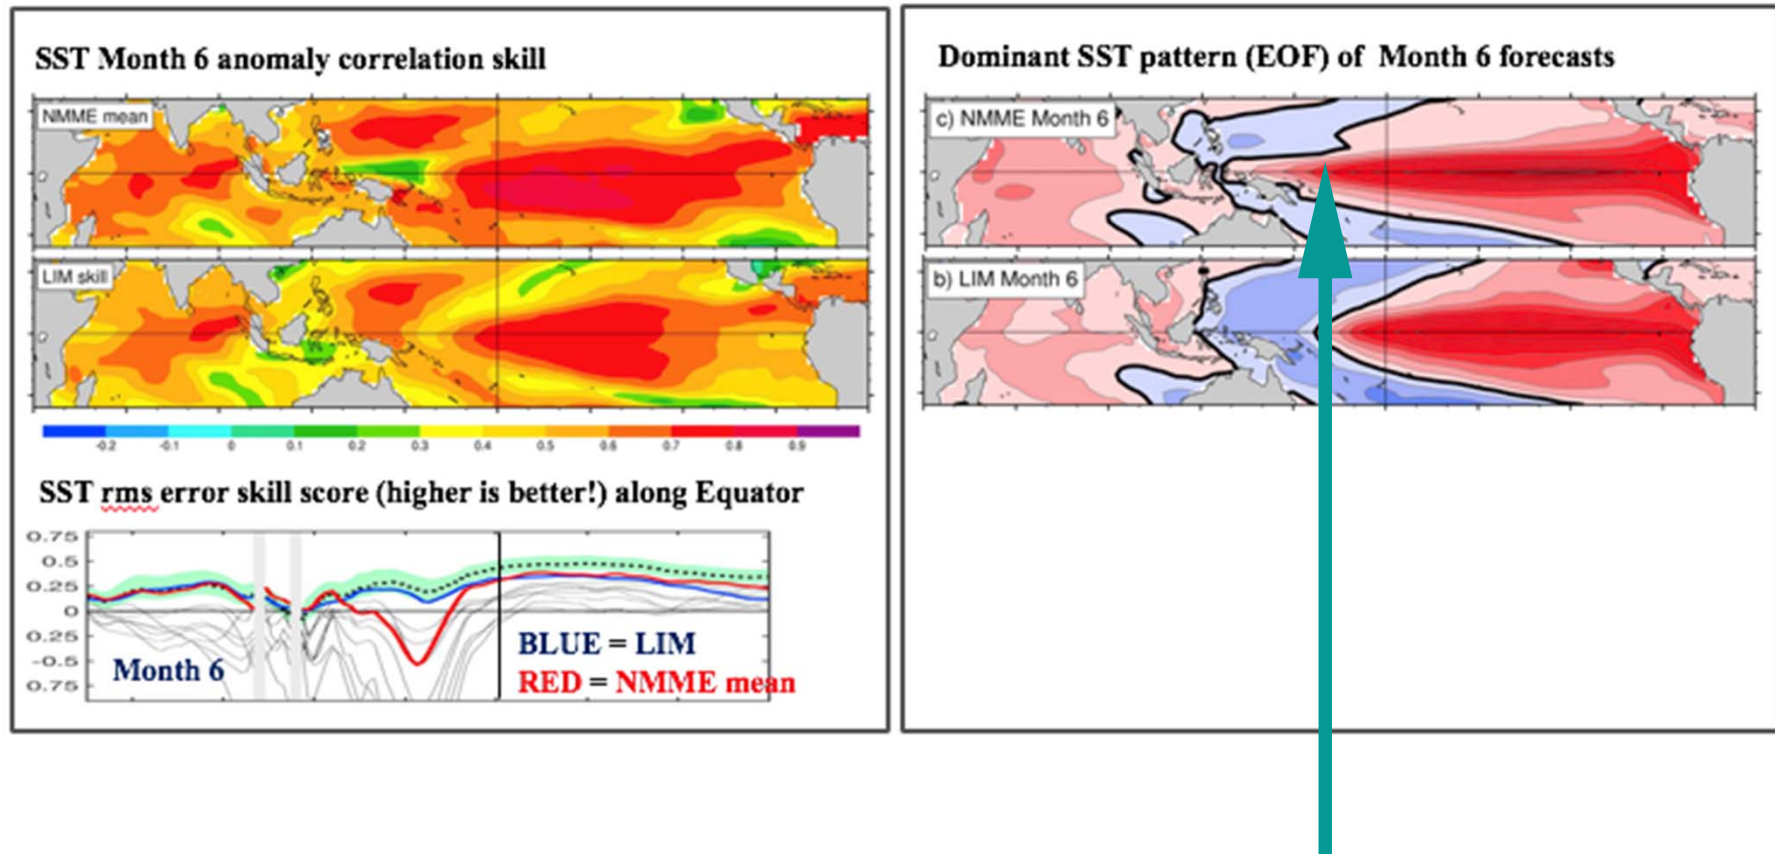 SST Month 6 anomaly correlation skill
NMME mean
LIM skill
-0.2 -0.1 0 0.1 0.2 0.3 0.4 0.5 0.6 0.7 0.8 0.9
SST rms error skill score (higher is better!) along Equator
0.75
0.5
0.25
0
0.25
-0.5
0.75
Month 6
BLUE = LIM
RED = NMME mean
Dominant SST pattern (EOF) of Month 6 forecasts
c) NMME Month 6
b) LIM Month 6